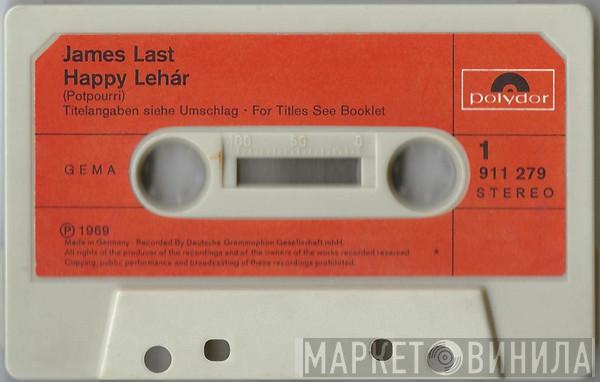 James Last
Happy Lehár
(Potpourri)
Titelangaben siehe Umschlag · For Titles See Booklet
polydor
GEMA
100 50 0
1
911 279
STEREO
℗ 1969
Made in Germany · Recorded By Deutsche Grammophon Gesellschaft mbH.
All rights of the producer of the recordings and of the owners of the works recorded reserved.
Copying, public performance and broadcasting of these recordings prohibited.
*
МАРКЕТ ВИНИЛА